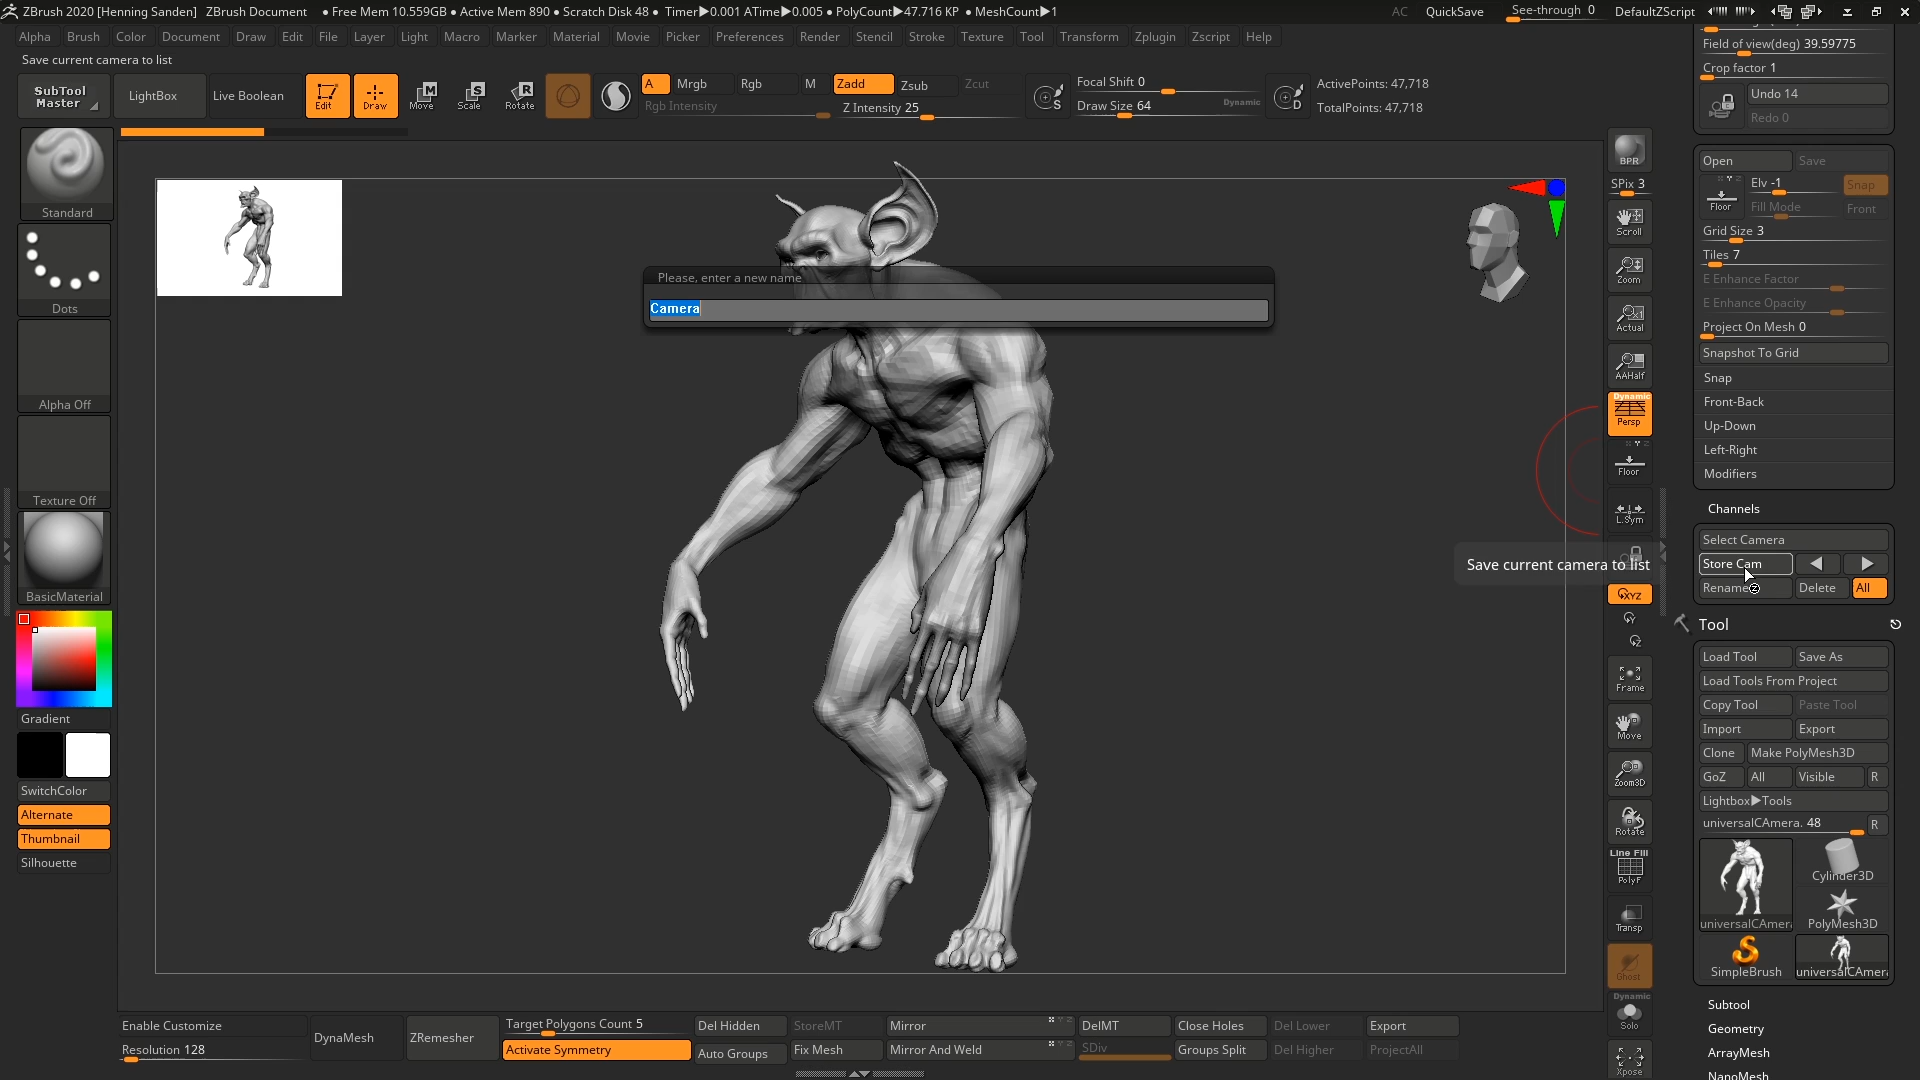 ZBrush 2020 [Henning Sanden] ZBrush Document • Free Mem 10.559GB • Active Mem 890 • Scratch Disk 48 • Timer▶0.001 ATime▶0.005 • PolyCount▶47.716 KP • MeshCount▶1 AC QuickSave See-through 0 DefaultZScript
Alpha Brush Color Document Draw Edit File Layer Light Macro Marker Material Movie Picker Preferences Render Stencil Stroke Texture Tool Transform Zplugin Zscript Help
Save current camera to list
SubTool Master
LightBox
Live Boolean
Edit
Draw
Move
Scale
Rotate
A
Mrgb
Rgb
M
Zadd
Zsub
Zcut
Rgb Intensity
Z Intensity 25
S
Focal Shift 0
Draw Size 64
Dynamic
D
ActivePoints: 47,718
TotalPoints: 47,718
Standard
Dots
Alpha Off
Texture Off
BasicMaterial
Gradient
SwitchColor
Alternate
Thumbnail
Silhouette
Please, enter a new name
Camera
BPR
SPix 3
Scroll
Zoom
Actual
AAHalf
Dynamic
Persp
Floor
L.Sym
Save current camera to list
XYZ
Frame
Move
Zoom3D
Rotate
Line Fill
PolyF
Transp
Ghost
Dynamic
Solo
Xpose
Field of view(deg) 39.59775
Crop factor 1
Undo 14
Redo 0
Open
Save
Floor
Elv -1
Snap
Fill Mode
Front
Grid Size 3
Tiles 7
E Enhance Factor
E Enhance Opacity
Project On Mesh 0
Snapshot To Grid
Snap
Front-Back
Up-Down
Left-Right
Modifiers
Channels
Select Camera
Store Cam
Rename
Delete
All
Tool
Load Tool
Save As
Load Tools From Project
Copy Tool
Paste Tool
Import
Export
Clone
Make PolyMesh3D
GoZ
All
Visible
R
Lightbox▶Tools
universalCAmera. 48
R
universalCAmer
Cylinder3D
PolyMesh3D
SimpleBrush
universalCAmer
Subtool
Geometry
ArrayMesh
NanoMesh
Enable Customize
Resolution 128
DynaMesh
ZRemesher
Target Polygons Count 5
Activate Symmetry
Del Hidden
Auto Groups
StoreMT
Fix Mesh
Mirror
Mirror And Weld
DelMT
SDiv
Close Holes
Groups Split
Del Lower
Del Higher
Export
ProjectAll